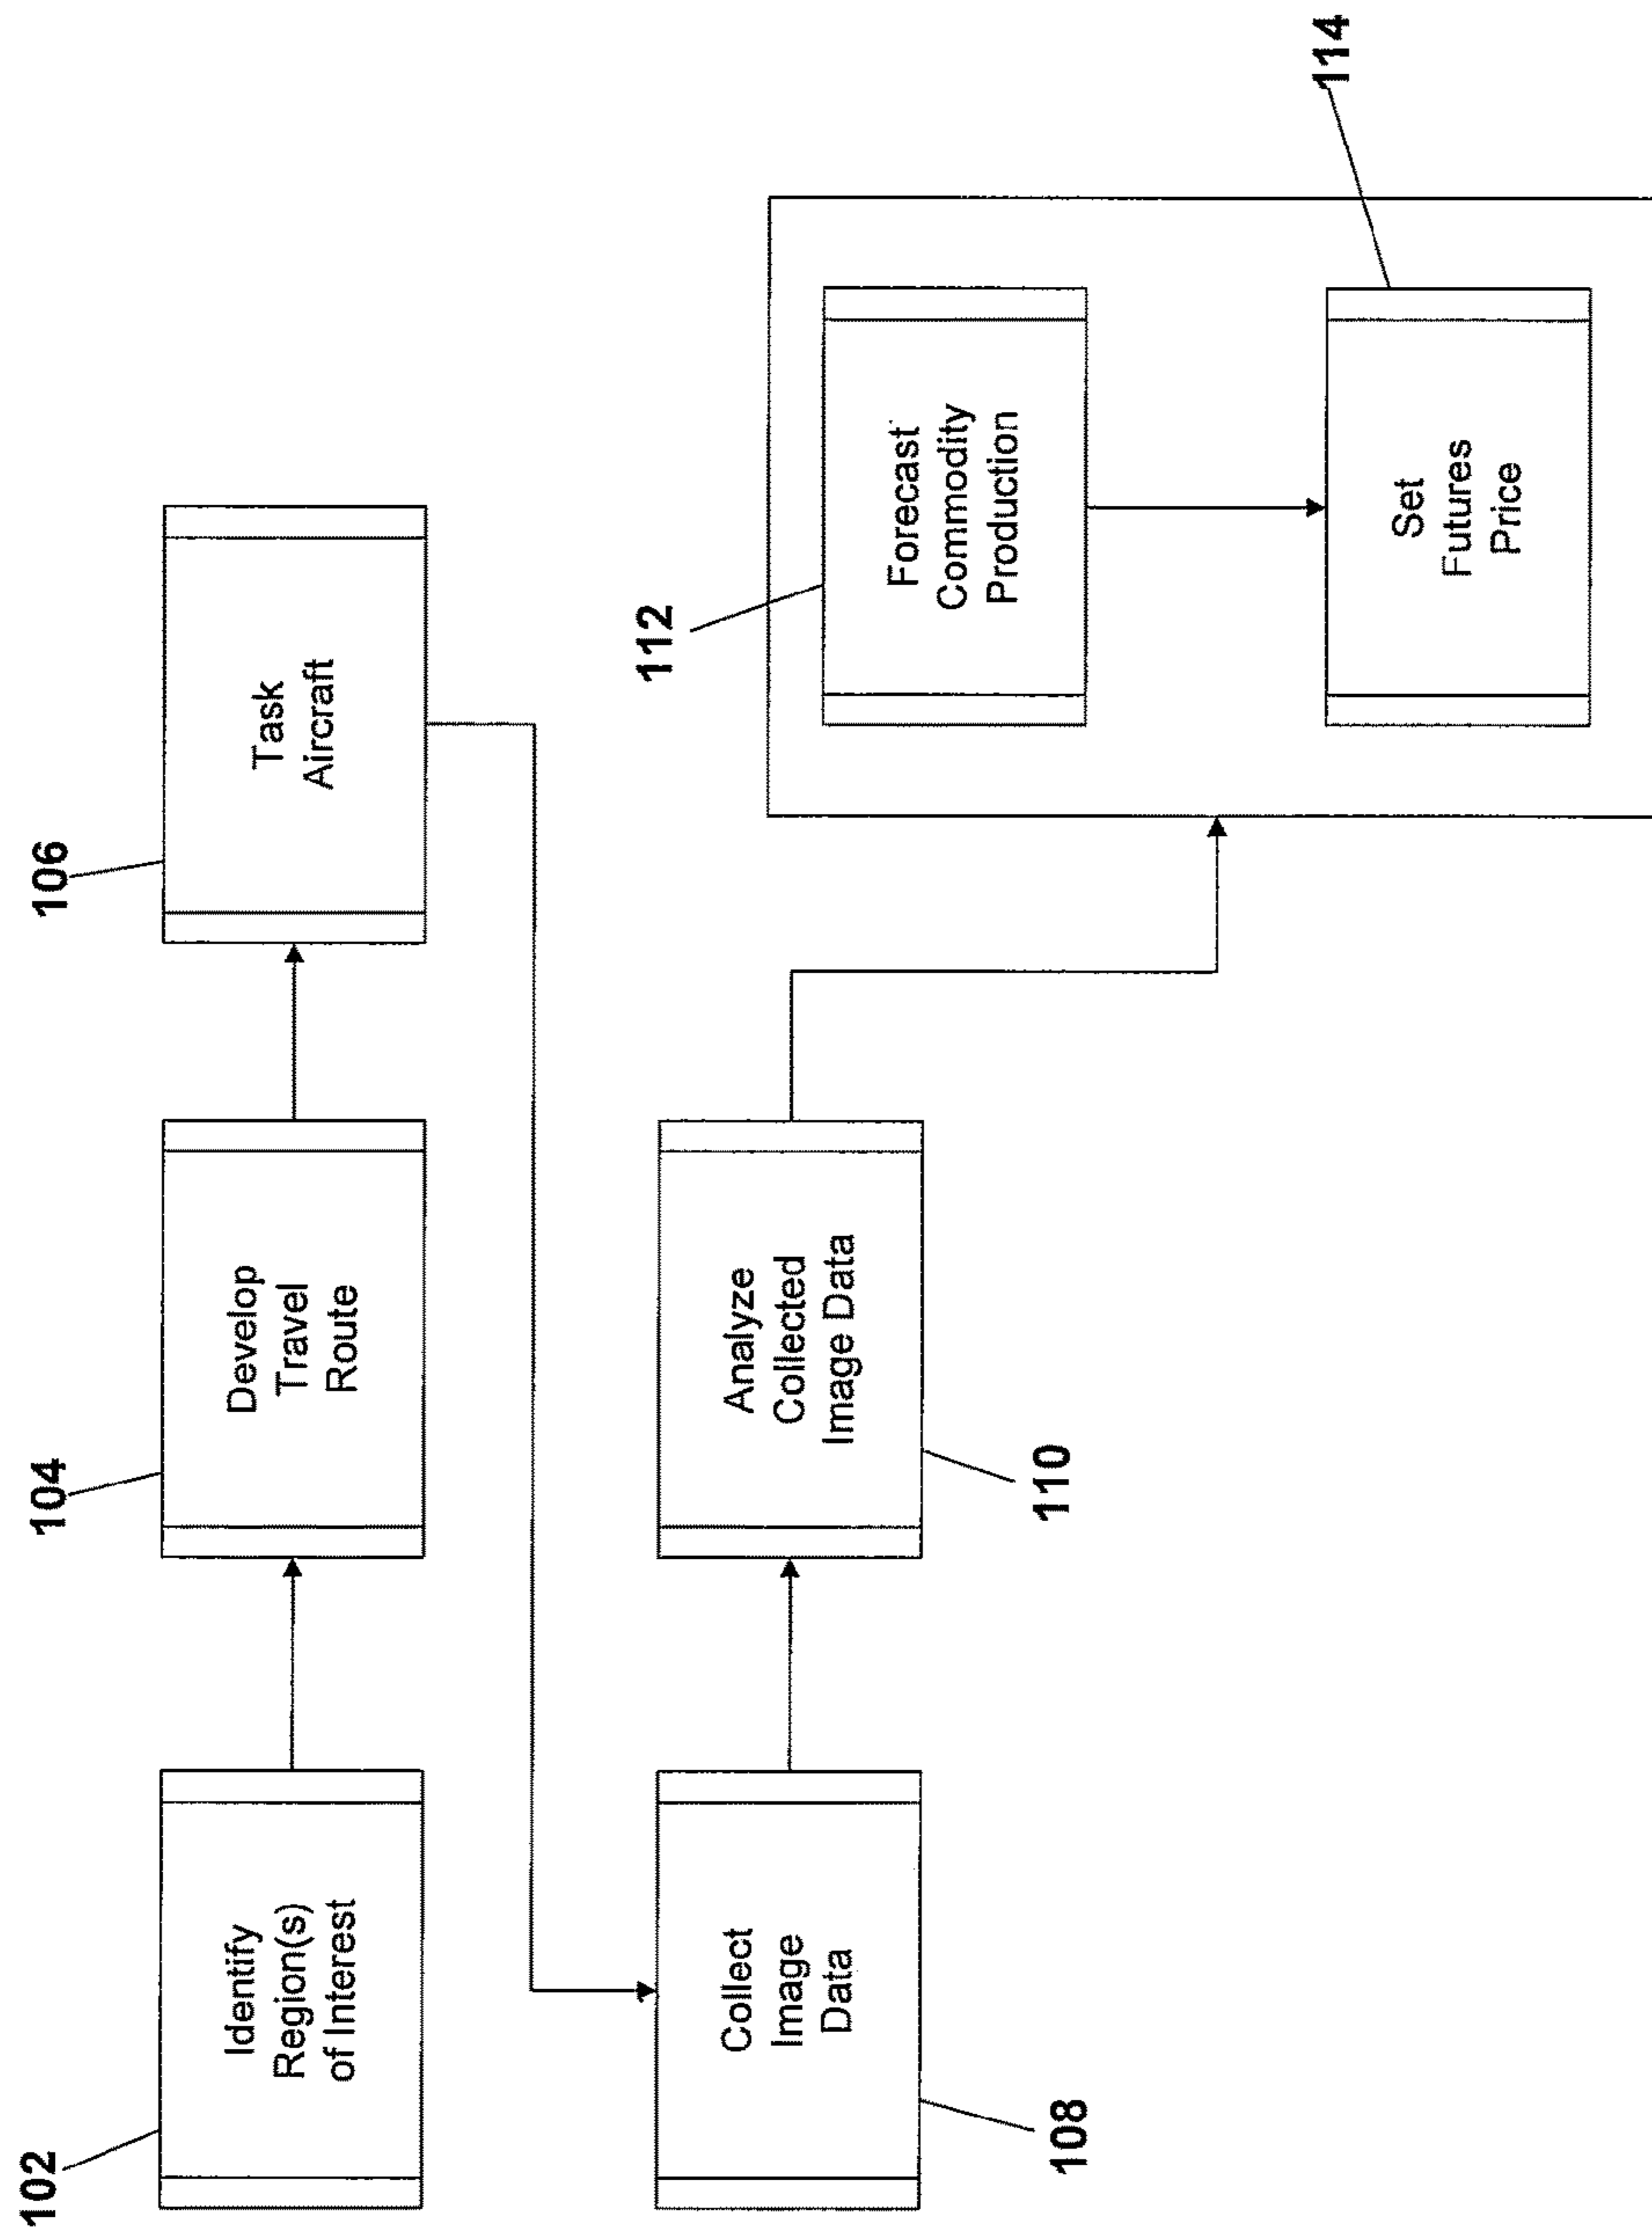 102
Identify
Region(s)
of Interest
104
Develop
Travel
Route
106
Task
Aircraft
108
Collect
Image
Data
110
Analyze
Collected
Image Data
112
Forecast
Commodity
Production
114
Set
Futures
Price